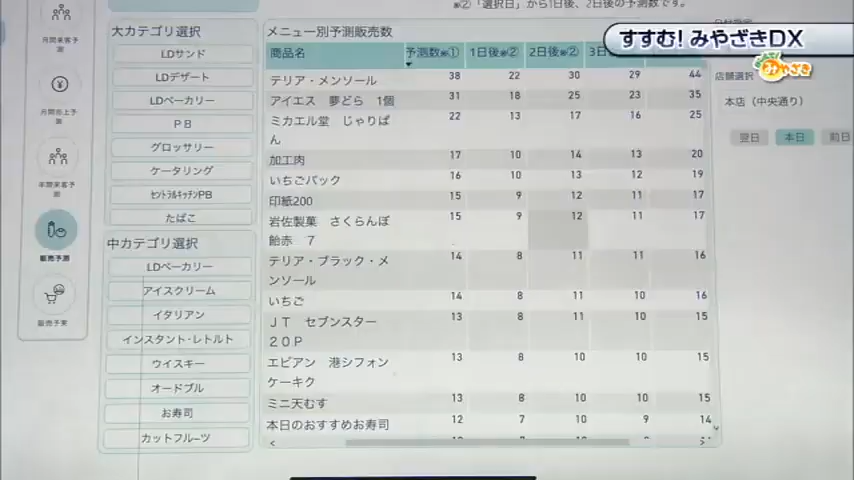 ※②「選択日」から1日後、2日後の予測数です。
すすむ! みやざきDX
みやざき
月間来客予測
月間売上予測
年間来客予測
販売予測
販売予実
大カテゴリ選択
LDサンド
LDデザート
LDベーカリー
PB
グロッサリー
ケータリング
セントラルキッチンPB
たばこ
中カテゴリ選択
LDベーカリー
アイスクリーム
イタリアン
インスタント・レトルト
ウイスキー
オードブル
お寿司
カットフルーツ
メニュー別予測販売数
商品名 予測数※① 1日後※② 2日後※② 3日
テリア・メンソール 38 22 30 29 44
アイエス 夢どら 1個 31 18 25 23 35
ミカエル堂 じゃりぱ 22 13 17 16 25
ん
加工肉 17 10 14 13 20
いちごパック 16 10 13 12 19
印紙200 15 9 12 11 17
岩佐製菓 さくらんぼ 15 9 12 11 17
飴赤 7
テリア・ブラック・メ 14 8 11 11 16
ンソール
いちご 14 8 11 10 16
JT セブンスター 13 8 11 10 15
20P
エビアン 港シフォン 13 8 10 10 15
ケーキク
ミニ天むす 13 8 10 10 15
本日のおすすめお寿司 12 7 10 9 14
店舗選択
本店(中央通り)
翌日 本日 前日